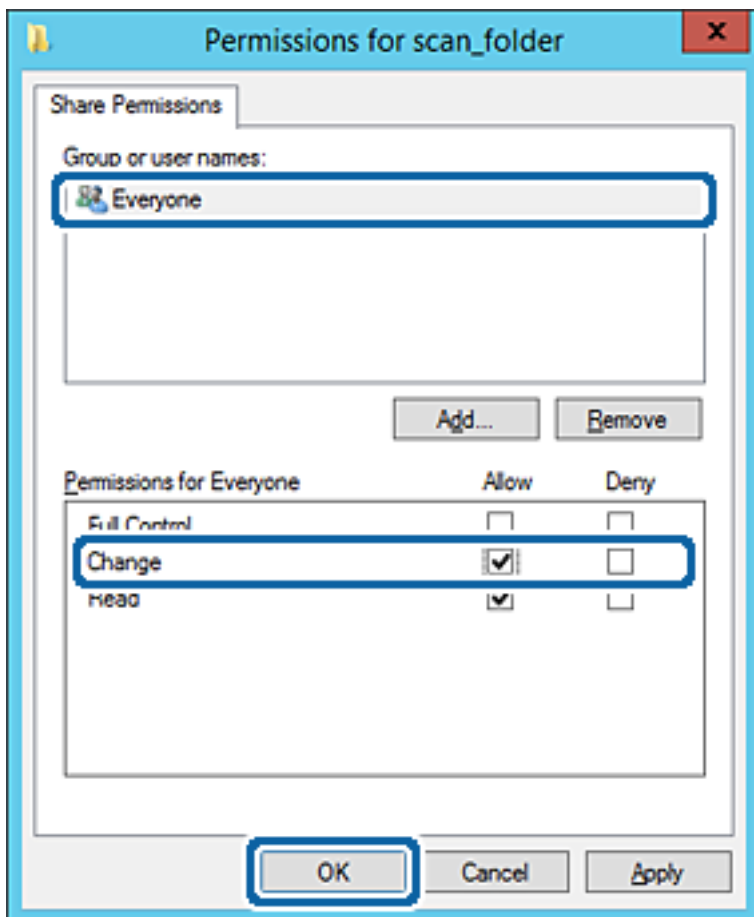 Permissions for scan_folder
x
Share Permissions
Group or user names:
Everyone
Add...
Remove
Permissions for Everyone Allow Deny
Full Control
Change
Read
OK Cancel Apply